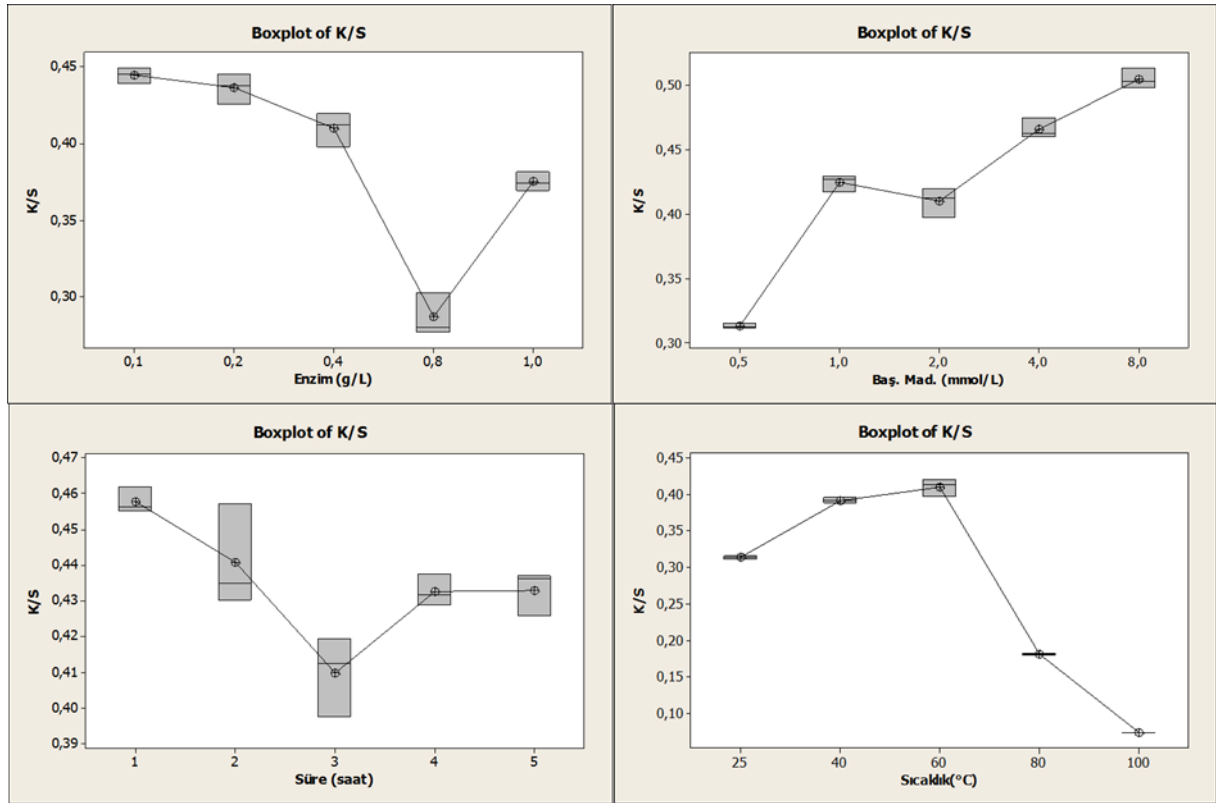 Boxplot of K/S
0,45
0,40
0,35
0,30
K/S
0,1 0,2 0,4 0,8 1,0
Enzim (g/L)
Boxplot of K/S
0,50
0,45
0,40
0,35
0,30
K/S
0,5 1,0 2,0 4,0 8,0
Baş. Mad. (mmol/L)
Boxplot of K/S
0,47
0,46
0,45
0,44
0,43
0,42
0,41
0,40
0,39
K/S
1 2 3 4 5
Süre (saat)
Boxplot of K/S
0,45
0,40
0,35
0,30
0,25
0,20
0,15
0,10
K/S
25 40 60 80 100
Sıcaklık(°C)